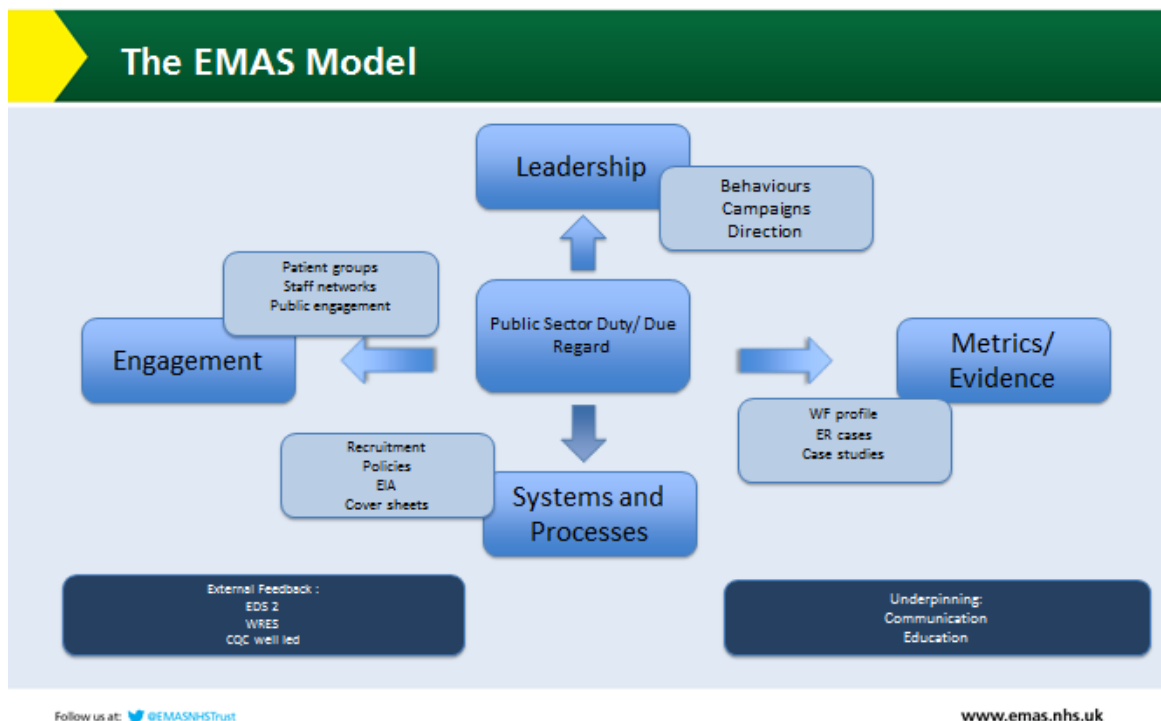 The EMAS Model
Leadership
Behaviours
Campaigns
Direction
Patient groups
Staff networks
Public engagement
Engagement
Public Sector Duty/ Due
Regard
Metrics/
Evidence
WF profile
ER cases
Case studies
Recruitment
Policies
EIA
Cover sheets
Systems and
Processes
External Feedback :
EDS 2
WRES
CQC well led
Underpinning:
Communication
Education
Follow us at: @EMASNHSTrust
www.emas.nhs.uk